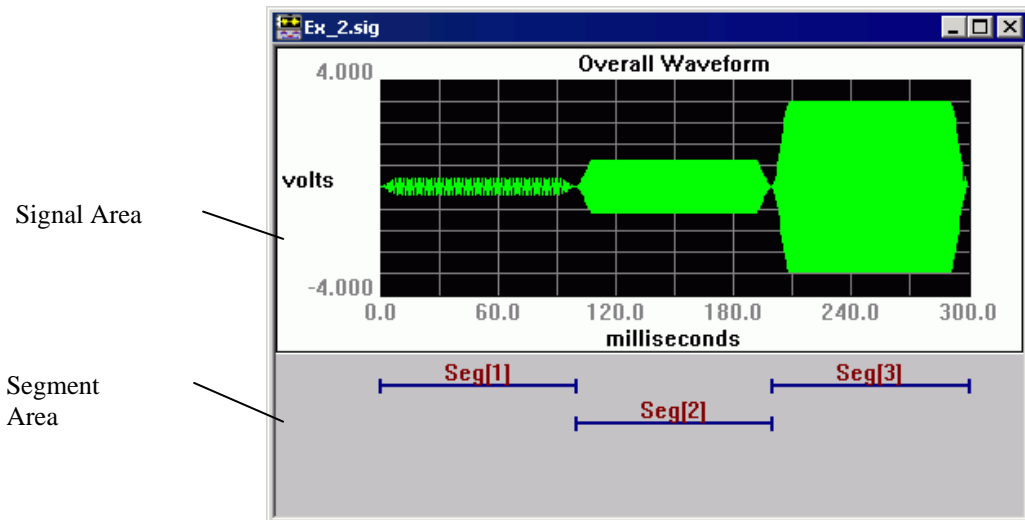 Ex_2.sig
Overall Waveform
4.000
volts
-4.000
0.0 60.0 120.0 180.0 240.0 300.0
milliseconds
Signal Area
Seg[1] Seg[3]
Seg[2]
Segment
Area